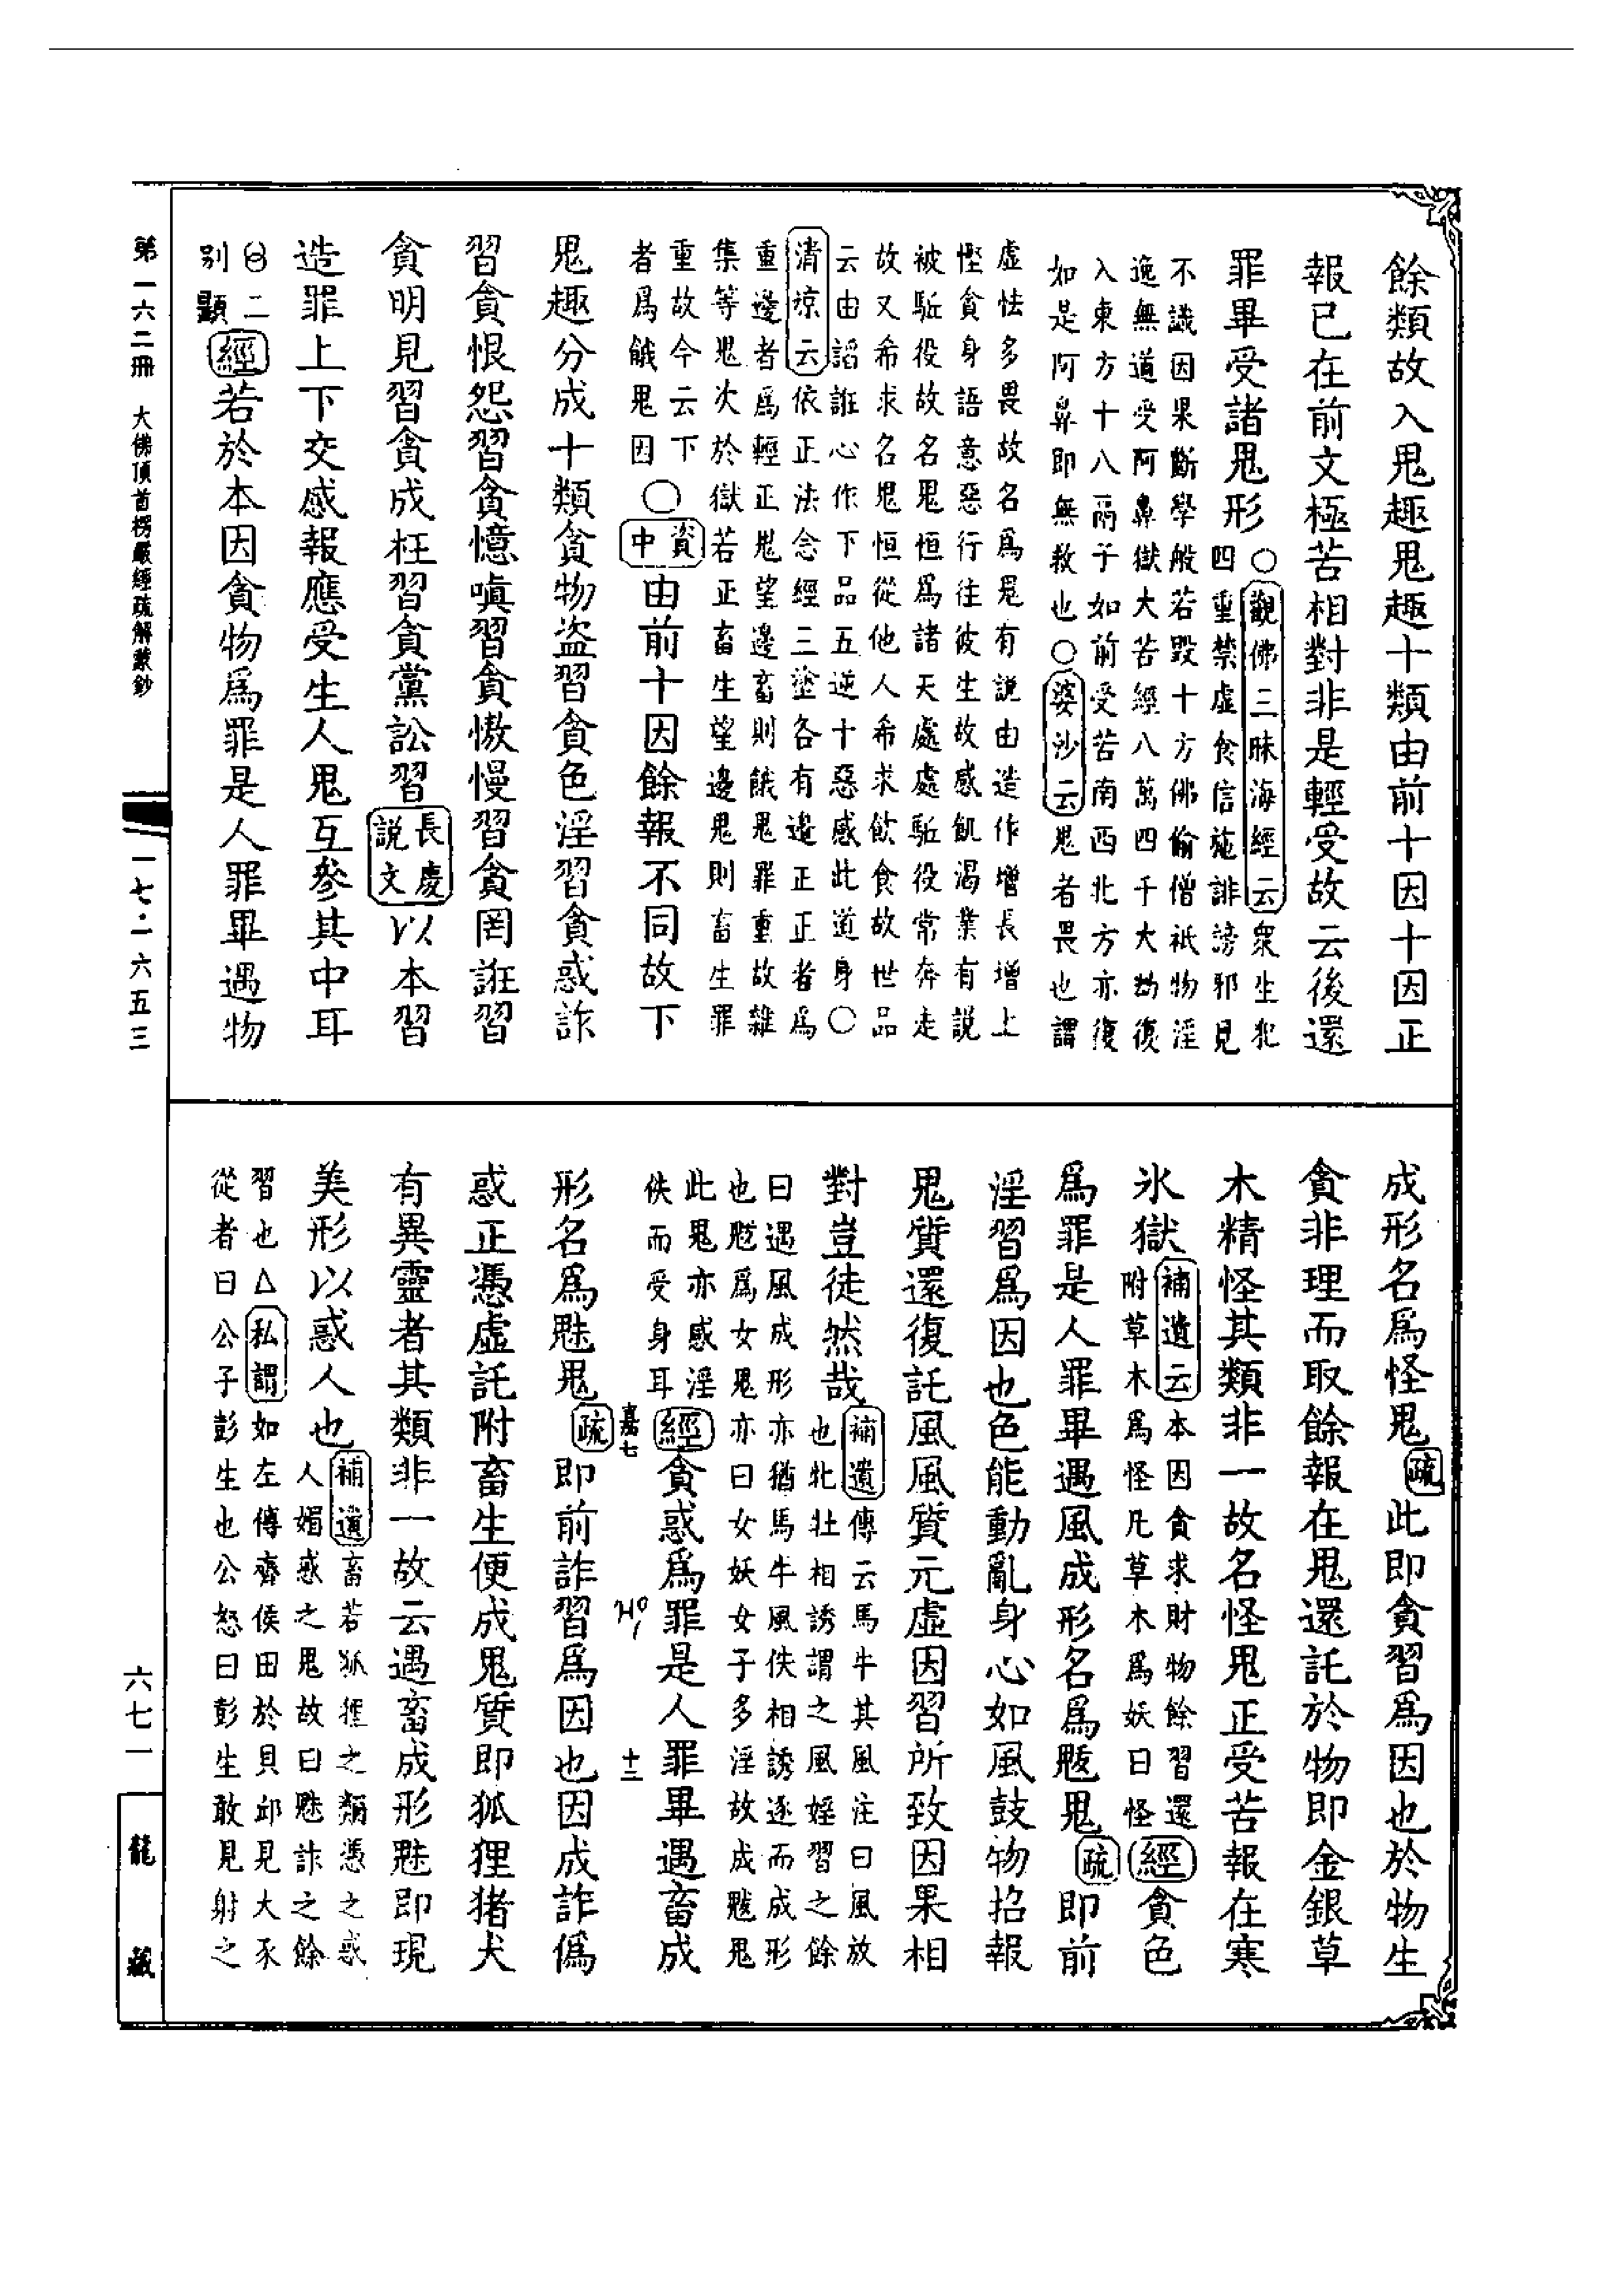 餘類故入鬼趣鬼趣十類由前十因十因正
報已在前文極苦相對非是輕受故云後還
罪畢受諸鬼形
○觀佛三昧海經云眾生犯
四重禁虛食信施誹謗邪見
不識因果斷學般若毀十方佛偷僧祇物淫
逸無道受阿鼻獄大苦經八萬四千大劫復
入東方十八鬲子如前受苦南西北方亦復
如是阿鼻即無救也○婆沙云鬼者畏也謂
虛怯多畏故名為鬼有說由造作增長增上
慳貪身語意惡行往彼生故感飢渴業有說
被駈役故名鬼恒為諸天處處駈役常奔走
故又希求名鬼恒從他人希求飲食故世品
云由諂誑心作下品五逆十惡感此道身○
清涼云依正法念經三塗各有邊正正者為
重邊者為輕正鬼望邊畜則餓鬼罪重故雜
集等鬼次於獄若正畜生望邊鬼則畜生罪
重故今云下
者為餓鬼因
○資中由前十因餘報不同故下
鬼趣分成十類貪物盜習貪色淫習貪惑詐
習貪恨怨習貪憶嗔習貪慠慢習貪罔誑習
貪明見習貪成枉習貪黨訟習長慶說文以本習
造罪上下交感報應受生人鬼互參其中耳
㊀二
別顯
經若於本因貪物為罪是人罪畢遇物
成形名為怪鬼疏此即貪習為因也於物生
貪非理而取餘報在鬼還託於物即金銀草
木精怪其類非一故名怪鬼正受苦報在寒
氷獄
補遺云本因貪求財物餘習還
附草木為怪凡草木為妖曰怪
經貪色
為罪是人罪畢遇風成形名為魃鬼疏即前
淫習為因也色能動亂身心如風鼓物招報
鬼質還復託風風質元虛因習所致因果相
對豈徒然哉
補遺傳云馬牛其風注曰風放
也牝牡相誘謂之風婬習之餘
曰遇風成形亦猶馬牛風佚相誘逐而成形
也魃為女鬼亦曰女妖女子多淫故成魃鬼
此鬼亦感淫
佚而受身耳
經貪惑為罪是人罪畢遇畜成
嘉七
十二
形名為魅鬼疏即前詐習為因也因成詐偽
惑正憑虛託附畜生便成鬼質即狐狸猪犬
有異靈者其類非一故云遇畜成形魅即現
美形以惑人也
補遺畜若狐狸之類憑之惑
人媚惑之鬼故曰魅詐之餘
習也△私謂如左傳齊侯田於貝邱見大豕
從者曰公子彭生也公怒曰彭生敢見射之
第一六二冊
大佛頂首楞嚴經疏解蒙鈔
一七·六五三
六七一
龍藏